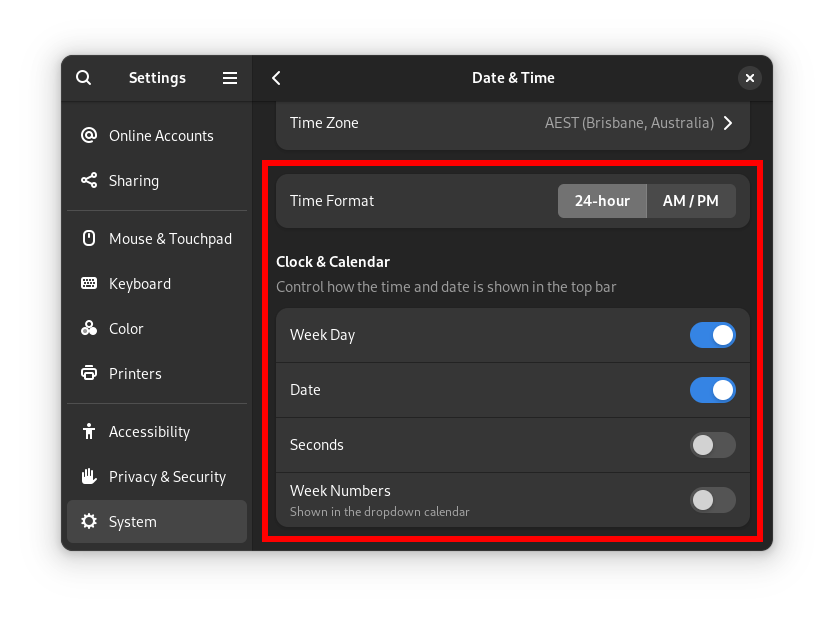 Settings
Date & Time
Online Accounts
Sharing
Mouse & Touchpad
Keyboard
Color
Printers
Accessibility
Privacy & Security
System
Time Zone AEST (Brisbane, Australia)
Time Format 24-hour AM / PM
Clock & Calendar
Control how the time and date is shown in the top bar
Week Day
Date
Seconds
Week Numbers
Shown in the dropdown calendar